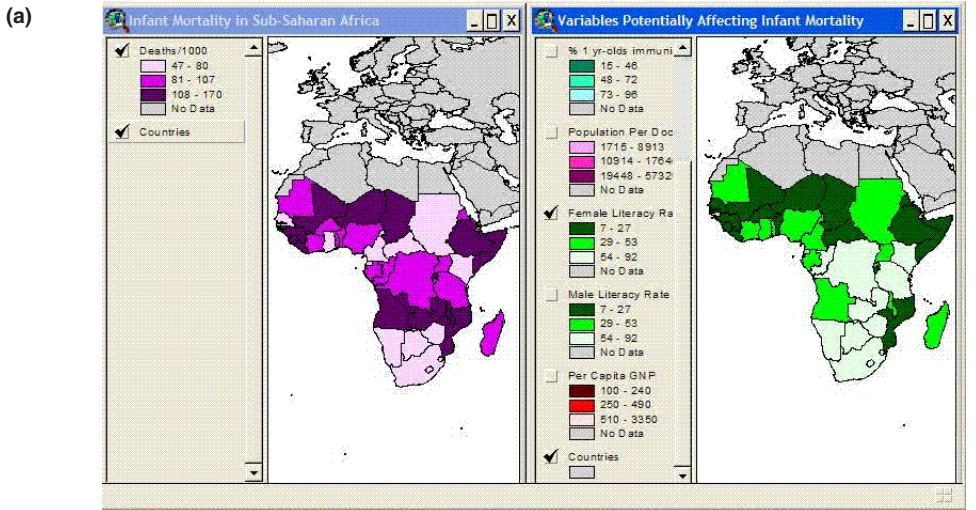 (a)
Infant Mortality in Sub-Saharan Africa
Deaths/1000
47 - 80
81 - 107
108 - 170
No Data
Countries
Variables Potentially Affecting Infant Mortality
% 1 yr-olds immuni
15 - 46
48 - 72
73 - 96
No Data
Population Per Doc
1715 - 8913
10914 - 1764
19448 - 5732
No Data
Female Literacy Ra
7 - 27
29 - 53
54 - 92
No Data
Male Literacy Rate
7 - 27
29 - 53
54 - 92
No Data
Per Capita GNP
100 - 240
250 - 490
510 - 3350
No Data
Countries